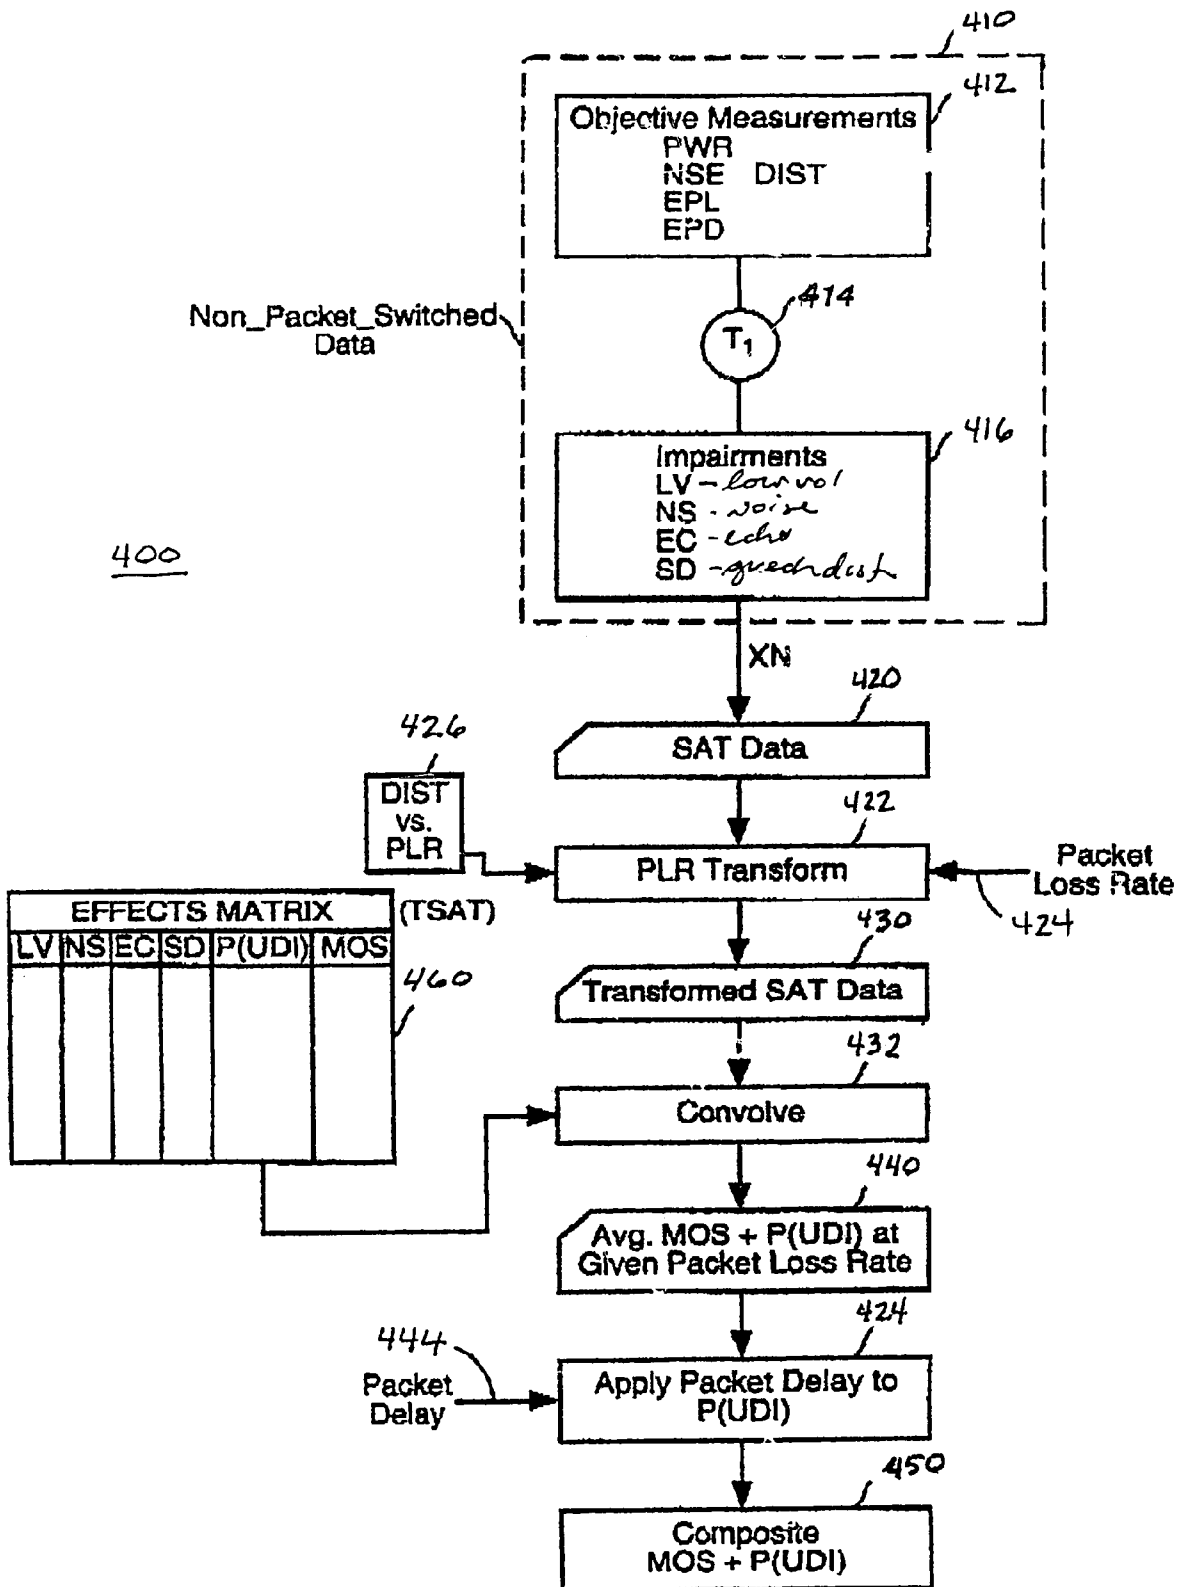 410
412
Objective Measurements
PWR
NSE DIST
EPL
EPD
414
T1
Non_Packet_Switched
Data
416
Impairments
LV - low vol
NS - noise
EC - echo
SD - speech dist
400
XN
420
SAT Data
426
DIST
vs.
PLR
422
PLR Transform
Packet
Loss Rate
424
EFFECTS MATRIX
(TSAT)
LV NS EC SD P(UDI) MOS
460
430
Transformed SAT Data
432
Convolve
440
Avg. MOS + P(UDI) at
Given Packet Loss Rate
424
444
Packet
Delay
Apply Packet Delay to
P(UDI)
450
Composite
MOS + P(UDI)